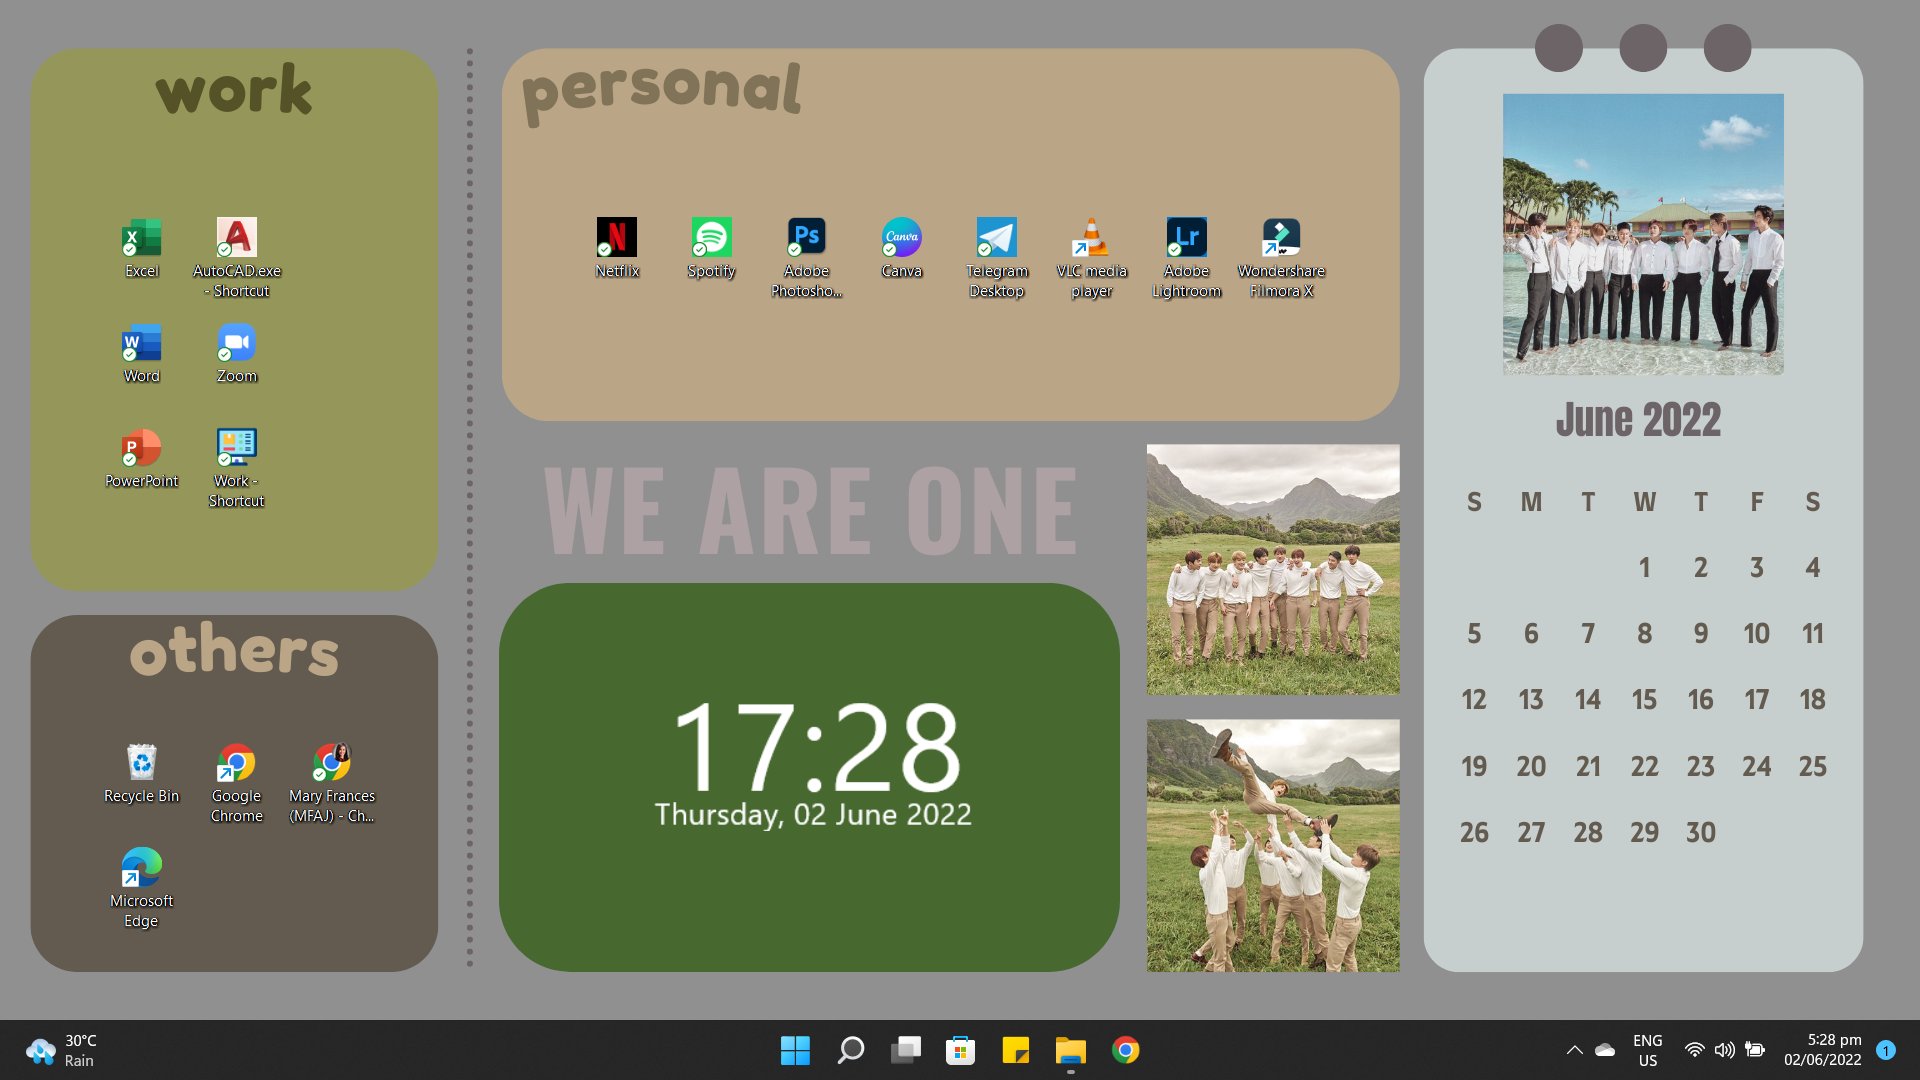 work
Excel
AutoCAD.exe
- Shortcut
Word
Zoom
PowerPoint
Work -
Shortcut
others
Recycle Bin
Google
Chrome
Mary Frances
(MFAJ) - Ch...
Microsoft
Edge
personal
Netflix
Spotify
Adobe
Photosho...
Canva
Telegram
Desktop
VLC media
player
Adobe
Lightroom
Wondershare
Filmora X
X
A
W
P
N
Ps
Canva
Lr
WE ARE ONE
17:28
Thursday, 02 June 2022
June 2022
S M T W T F S
1 2 3 4
5 6 7 8 9 10 11
12 13 14 15 16 17 18
19 20 21 22 23 24 25
26 27 28 29 30
30°C
Rain
ENG
US
5:28 pm
02/06/2022
1